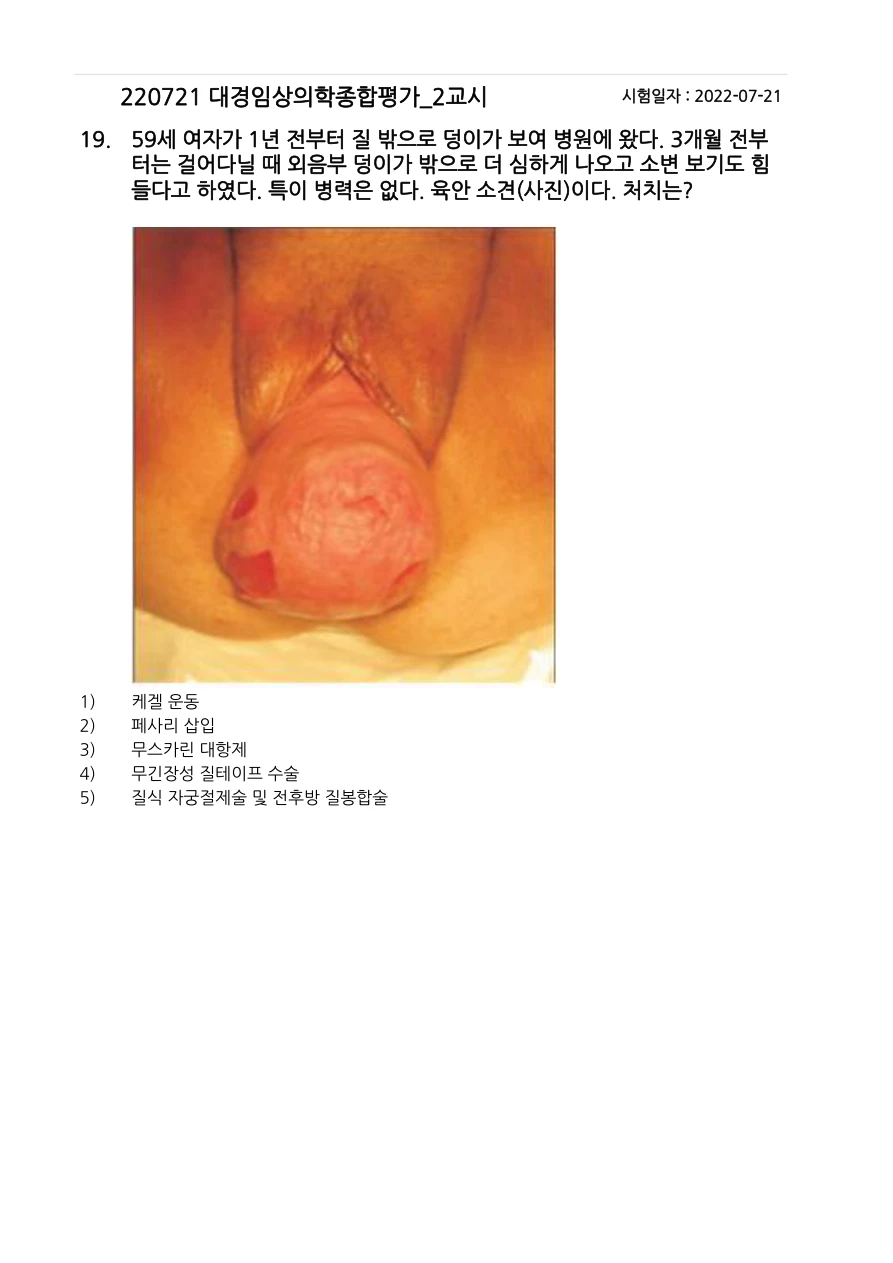 220721 대경임상의학종합평가_2교시
시험일자 : 2022-07-21
19. 59세 여자가 1년 전부터 질 밖으로 덩이가 보여 병원에 왔다. 3개월 전부
터는 걸어다닐 때 외음부 덩이가 밖으로 더 심하게 나오고 소변 보기도 힘
들다고 하였다. 특이 병력은 없다. 육안 소견(사진)이다. 처치는?
1) 케겔 운동
2) 페사리 삽입
3) 무스카린 대항제
4) 무긴장성 질테이프 수술
5) 질식 자궁절제술 및 전후방 질봉합술